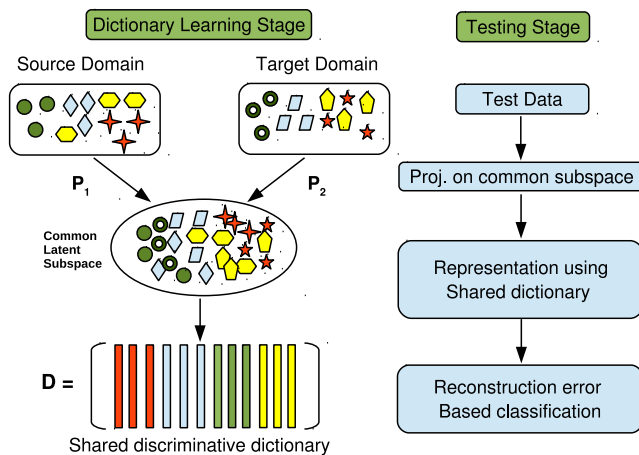 Dictionary Learning Stage
Source Domain
Target Domain
P1
P2
Common
Latent
Subspace
D =
Shared discriminative dictionary
Testing Stage
Test Data
Proj. on common subspace
Representation using
Shared dictionary
Reconstruction error
Based classification